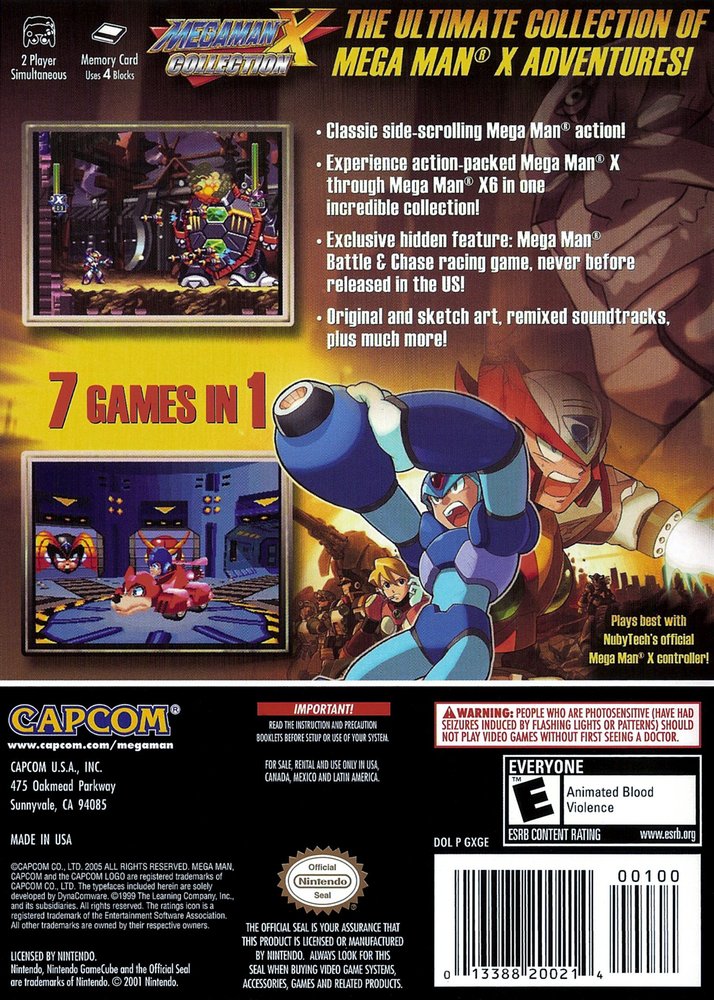 2 Player
Simultaneous
Memory Card
Uses 4 Blocks
MEGAMAN X
COLLECTION
THE ULTIMATE COLLECTION OF
MEGA MAN® X ADVENTURES!
• Classic side-scrolling Mega Man® action!
• Experience action-packed Mega Man® X
through Mega Man® X6 in one
incredible collection!
• Exclusive hidden feature: Mega Man®
Battle & Chase racing game, never before
released in the US!
• Original and sketch art, remixed soundtracks,
plus much more!
7 GAMES IN 1
Plays best with
NubyTech's official
Mega Man® X controller!
CAPCOM®
www.capcom.com/megaman
CAPCOM U.S.A., INC.
475 Oakmead Parkway
Sunnyvale, CA 94085
MADE IN USA
©CAPCOM CO., LTD. 2005 ALL RIGHTS RESERVED. MEGA MAN,
CAPCOM and the CAPCOM LOGO are registered trademarks of
CAPCOM CO., LTD. The typefaces included herein are solely
developed by DynaComware. ©1999 The Learning Company, Inc.,
and its subsidiaries. All rights reserved. The ratings icon is a
registered trademark of the Entertainment Software Association.
All other trademarks are owned by their respective owners.
LICENSED BY NINTENDO.
Nintendo, Nintendo GameCube and the Official Seal
are trademarks of Nintendo. © 2001 Nintendo.
IMPORTANT!
READ THE INSTRUCTION AND PRECAUTION
BOOKLETS BEFORE SETUP OR USE OF YOUR SYSTEM.
FOR SALE, RENTAL AND USE ONLY IN USA,
CANADA, MEXICO AND LATIN AMERICA.
Official
Nintendo
Seal
THE OFFICIAL SEAL IS YOUR ASSURANCE THAT
THIS PRODUCT IS LICENSED OR MANUFACTURED
BY NINTENDO. ALWAYS LOOK FOR THIS
SEAL WHEN BUYING VIDEO GAME SYSTEMS,
ACCESSORIES, GAMES AND RELATED PRODUCTS.
WARNING: PEOPLE WHO ARE PHOTOSENSITIVE (HAVE HAD
SEIZURES INDUCED BY FLASHING LIGHTS OR PATTERNS) SHOULD
NOT PLAY VIDEO GAMES WITHOUT FIRST SEEING A DOCTOR.
EVERYONE
E
™
Animated Blood
Violence
ESRB CONTENT RATING www.esrb.org
DOL P GXGE
00100
0 13388 20021 4